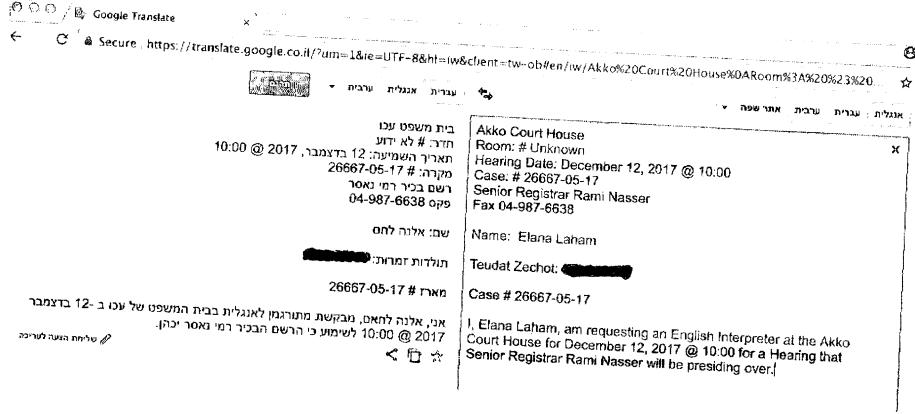 Google Translate
Secure https://translate.google.co.il/?um=1&ie=UTF-8&hl=iw&client=tw-ob#en/iw/Akko%20Court%20House%0ARoom%3A%20%23%20...
עברית אנגלית ערבית
אנגלית עברית ערבית אתר שפה
Akko Court House
Room: # Unknown
Hearing Date: December 12, 2017 @ 10:00
Case: # 26667-05-17
Senior Registrar Rami Nasser
Fax 04-987-6638
Name: Elana Laham
Teudat Zechot:
Case # 26667-05-17
I, Elana Laham, am requesting an English Interpreter at the Akko
Court House for December 12, 2017 @ 10:00 for a Hearing that
Senior Registrar Rami Nasser will be presiding over.
בית משפט עכו
חדר: # לא ידוע
תאריך השמיעה: 12 בדצמבר, 2017 @ 10:00
מקרה: # 26667-05-17
רשם בכיר רמי נאסר
פקס 04-987-6638
שם: אלנה לחם
תולדות זמרות:
מארז # 26667-05-17
אני, אלנה לחאם, מבקשת מתורגמן לאנגלית בבית המשפט של עכו ב -12 בדצמבר
2017 @ 10:00 לשימוע כי הרשם הבכיר רמי נאסר יכהן.
שליחת הצעה לעריכה